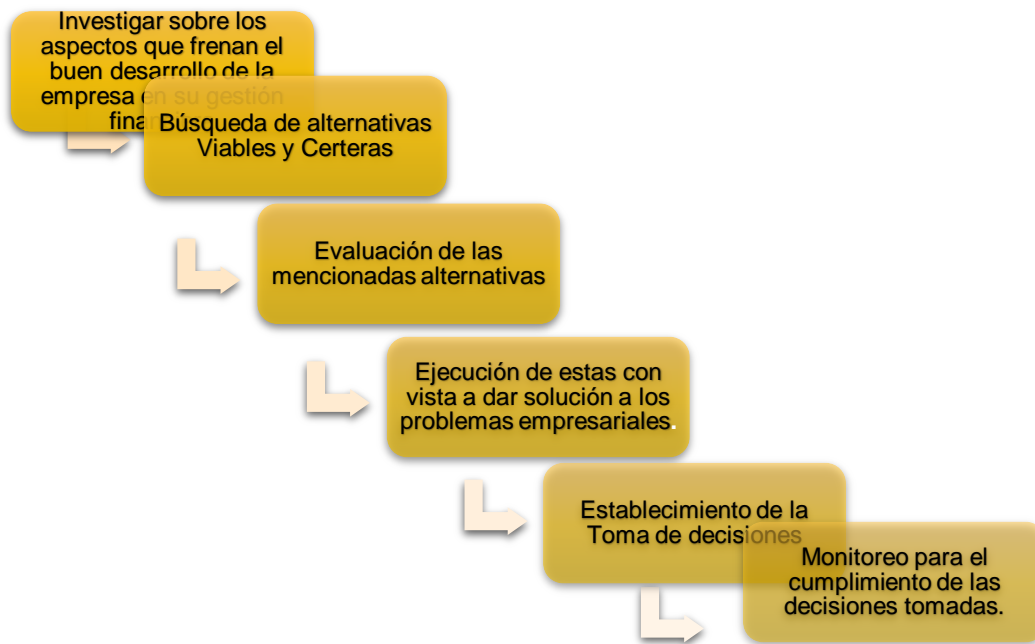 Investigar sobre los
aspectos que frenan el
buen desarrollo de la
empresa en su gestión
Búsqueda de alternativas
Viables y Certeras
Evaluación de las
mencionadas alternativas
Ejecución de estas con
vista a dar solución a los
problemas empresariales.
Establecimiento de la
Toma de decisiones
Monitoreo para el
cumplimiento de las
decisiones tomadas.